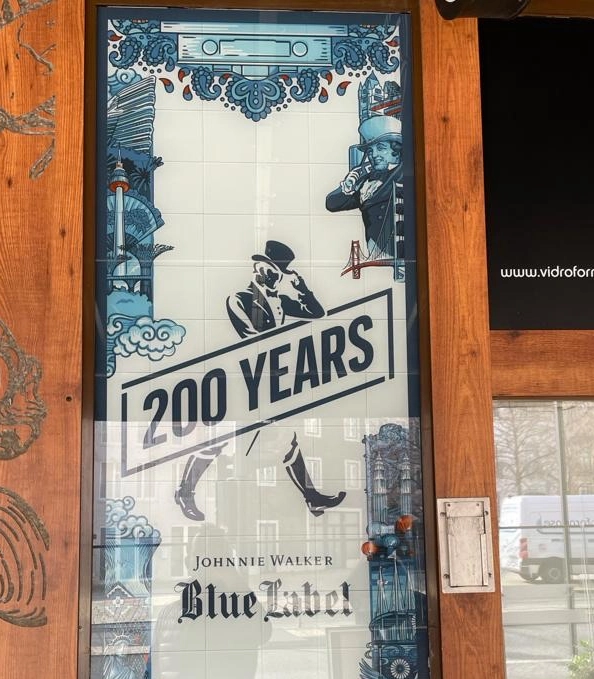 www.vidrofor
200 YEARS
JOHNNIE WALKER
Blue Label